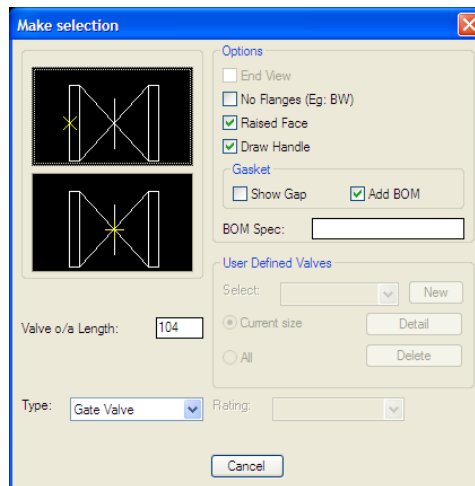 Make selection
Options
End View
No Flanges (Eg: BW)
Raised Face
Draw Handle
Gasket
Show Gap
Add BOM
BOM Spec:
User Defined Valves
Select:
New
Valve o/a Length: 104
Current size
Detail
All
Delete
Type: Gate Valve
Rating:
Cancel